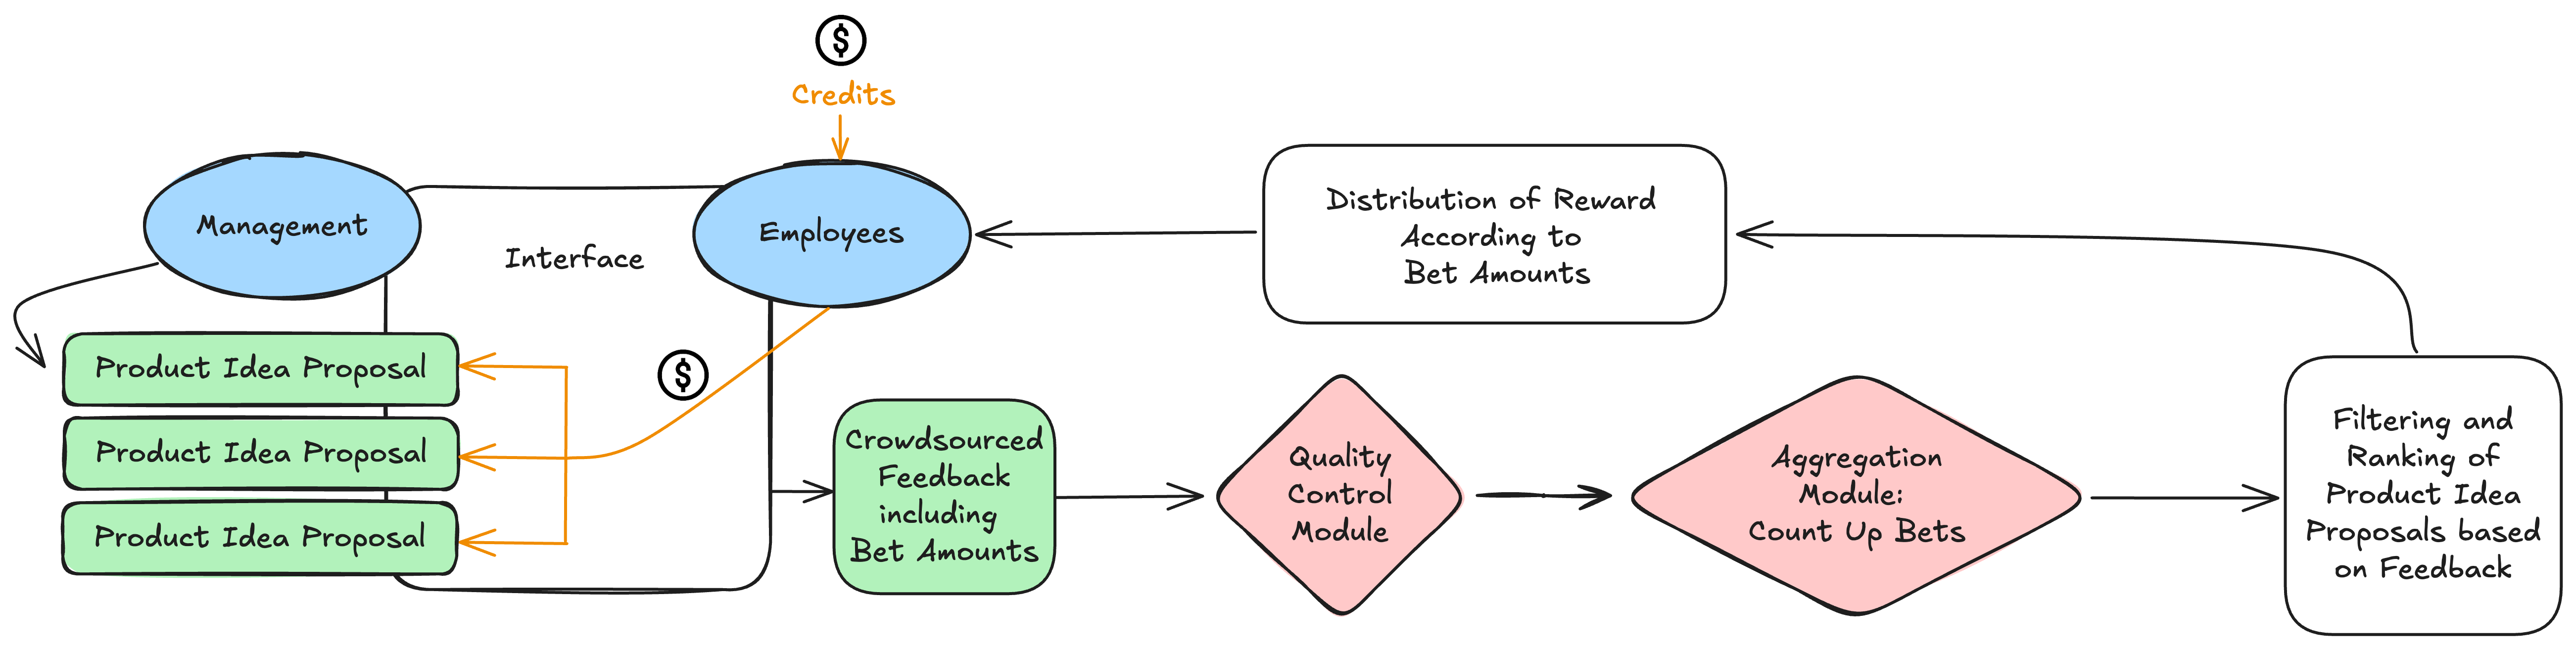 $
Credits
Management
Employees
Interface
Distribution of Reward
According to
Bet Amounts
$
Product Idea Proposal
Product Idea Proposal
Product Idea Proposal
Crowdsourced
Feedback
including
Bet Amounts
Quality
Control
Module
Aggregation
Module:
Count Up Bets
Filtering and
Ranking of
Product Idea
Proposals based
on Feedback